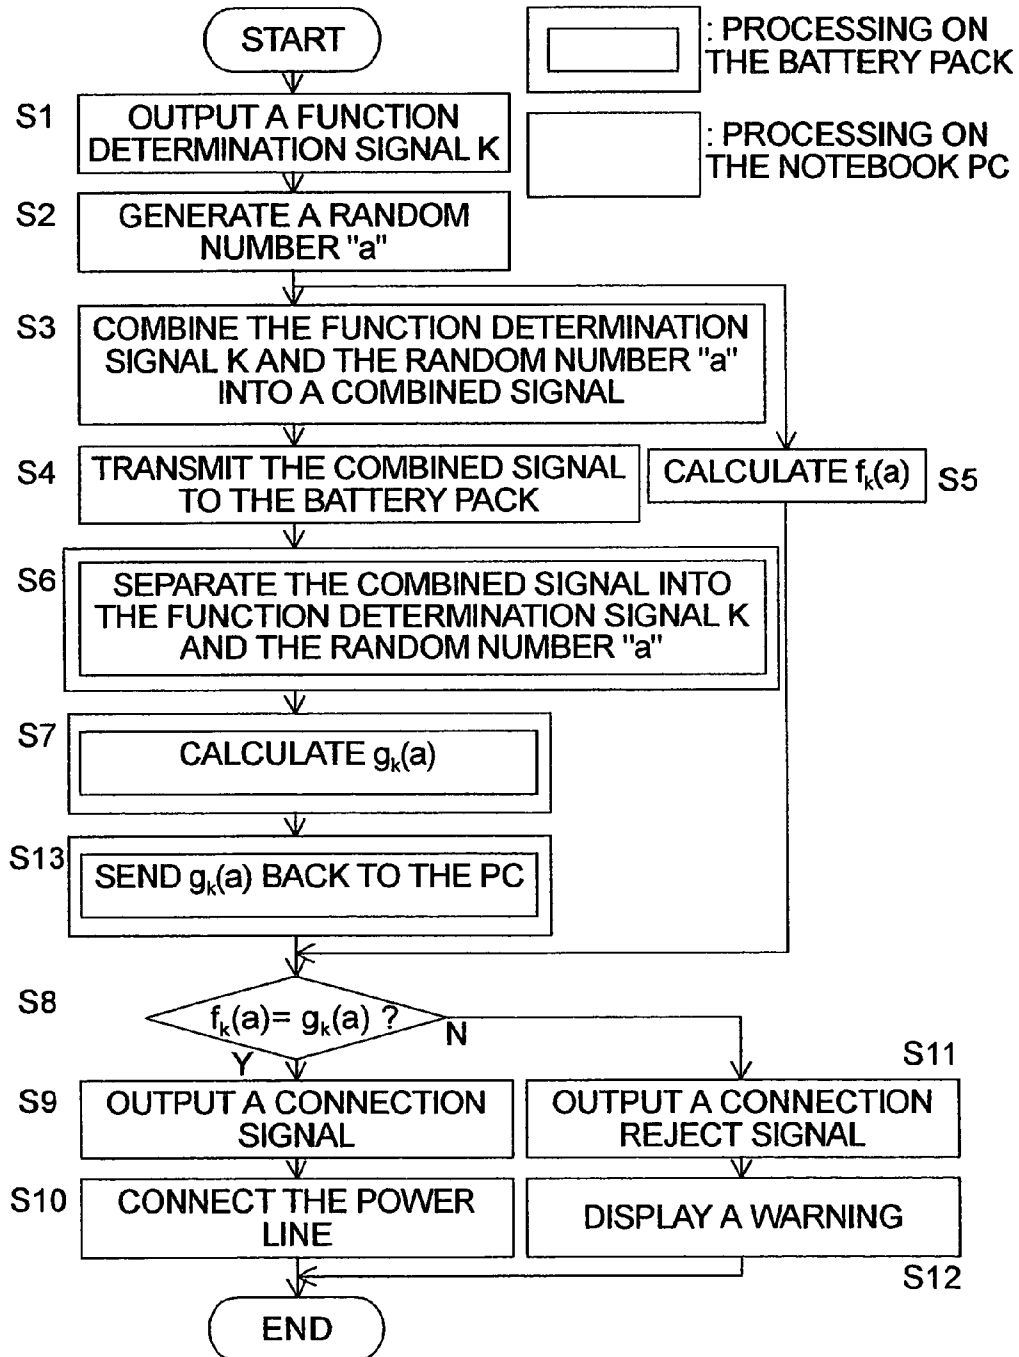 START
: PROCESSING ON
THE BATTERY PACK
: PROCESSING ON
THE NOTEBOOK PC
S1
OUTPUT A FUNCTION
DETERMINATION SIGNAL K
S2
GENERATE A RANDOM
NUMBER "a"
S3
COMBINE THE FUNCTION DETERMINATION
SIGNAL K AND THE RANDOM NUMBER "a"
INTO A COMBINED SIGNAL
S4
TRANSMIT THE COMBINED SIGNAL
TO THE BATTERY PACK
CALCULATE fk(a)
S5
S6
SEPARATE THE COMBINED SIGNAL INTO
THE FUNCTION DETERMINATION SIGNAL K
AND THE RANDOM NUMBER "a"
S7
CALCULATE gk(a)
S13
SEND gk(a) BACK TO THE PC
S8
fk(a)= gk(a) ?
Y
N
S9
OUTPUT A CONNECTION
SIGNAL
S11
OUTPUT A CONNECTION
REJECT SIGNAL
S10
CONNECT THE POWER
LINE
DISPLAY A WARNING
S12
END